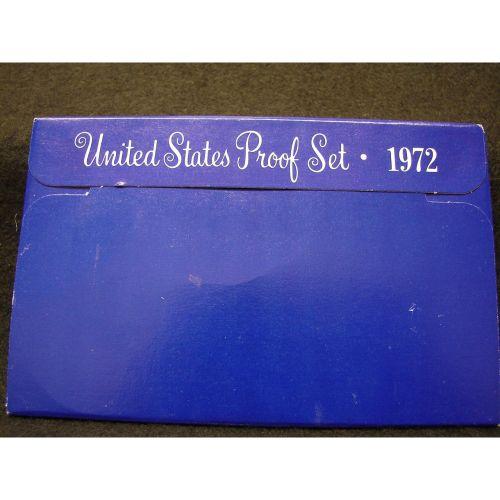 United States Proof Set · 1972